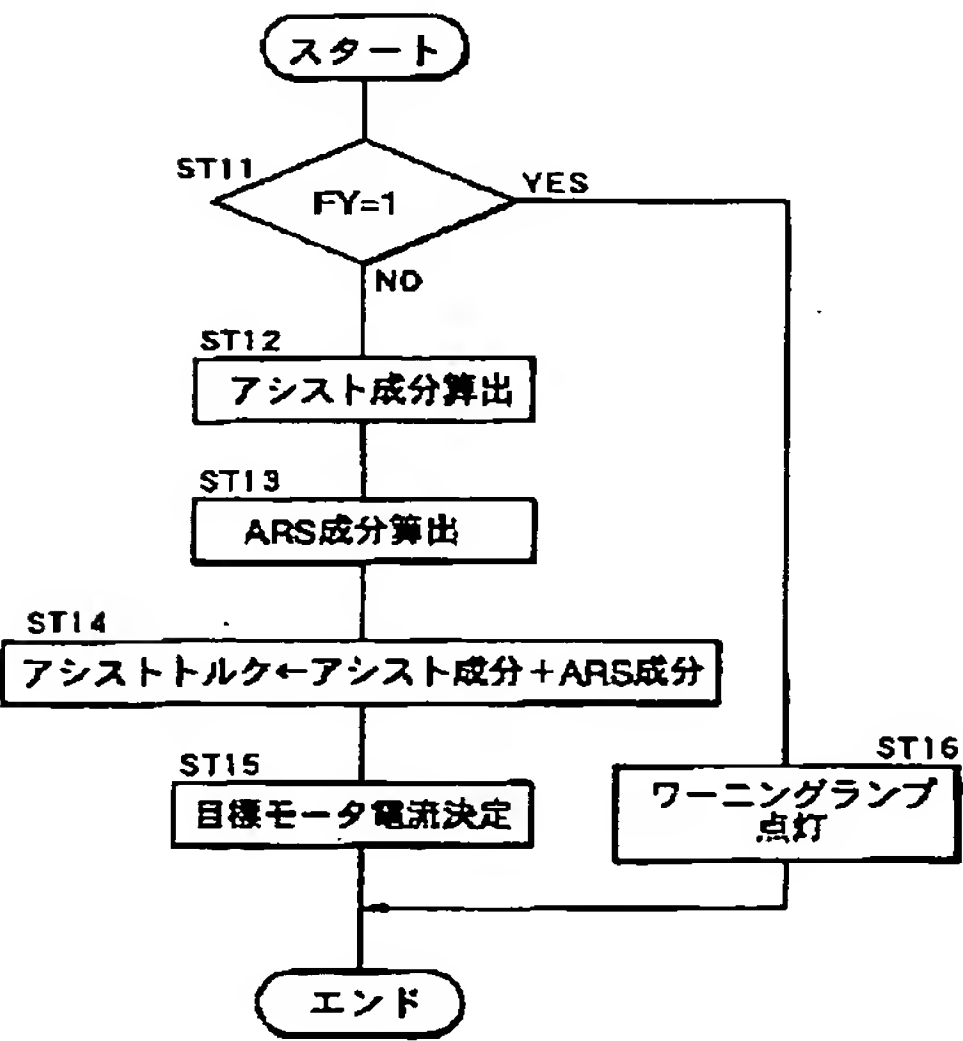 スタート
ST11
FY=1
YES
NO
ST12
アシスト成分算出
ST13
ARS成分算出
ST14
アシストトルク←アシスト成分+ARS成分
ST15
目標モータ電流決定
ST16
ワーニングランプ
点灯
エンド